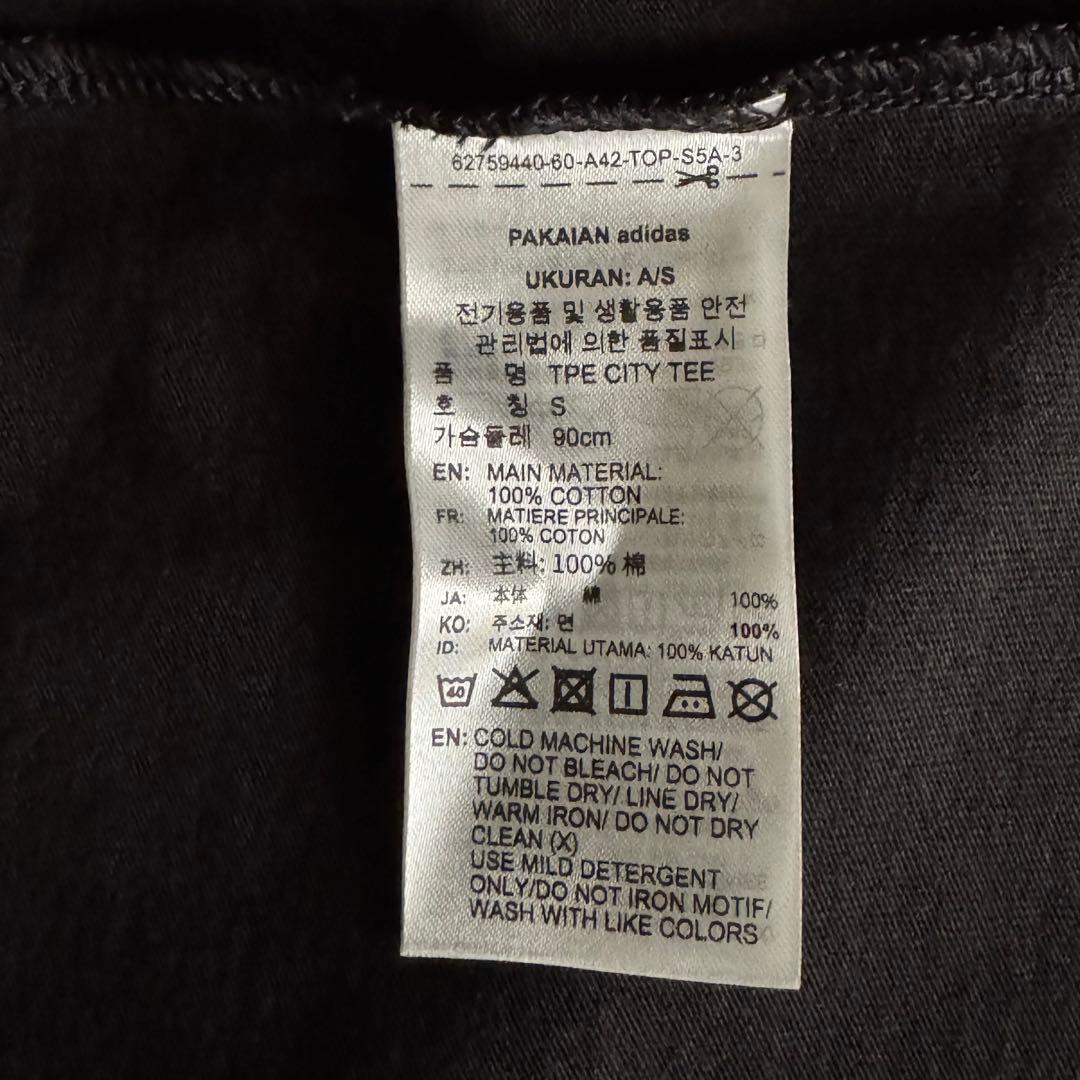 62759440-60-A42-TOP-S5A-3
PAKAIAN adidas
UKURAN: A/S
전기용품 및 생활용품 안전
관리법에 의한 품질표시
품 명 TPE CITY TEE
호 칭 S
가슴둘레 90cm
EN: MAIN MATERIAL:
100% COTTON
FR: MATIERE PRINCIPALE:
100% COTON
ZH: 主料: 100% 棉
JA: 本体 綿 100%
KO: 주소재: 면 100%
ID: MATERIAL UTAMA: 100% KATUN
40
EN: COLD MACHINE WASH/
DO NOT BLEACH/ DO NOT
TUMBLE DRY/ LINE DRY/
WARM IRON/ DO NOT DRY
CLEAN (X)
USE MILD DETERGENT
ONLY/DO NOT IRON MOTIF/
WASH WITH LIKE COLORS